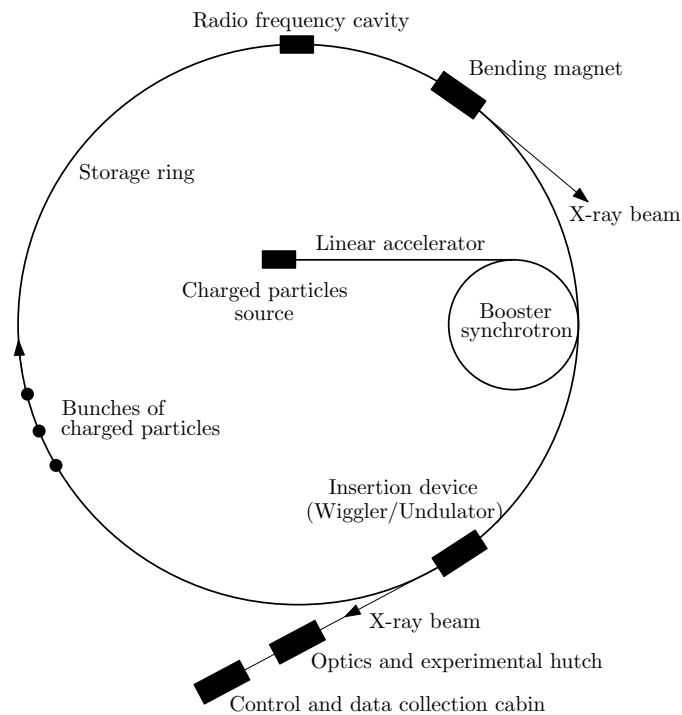 Radio frequency cavity
Bending magnet
Storage ring
X-ray beam
Linear accelerator
Charged particles
source
Booster
synchrotron
Bunches of
charged particles
Insertion device
(Wiggler/Undulator)
X-ray beam
Optics and experimental hutch
Control and data collection cabin